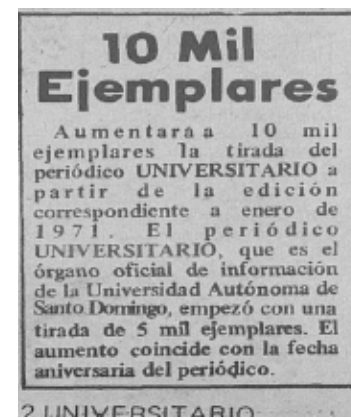 10 Mil
Ejemplares
Aumentara a 10 mil
ejemplares la tirada del
periódico UNIVERSITARIO a
partir de la edición
correspondiente a enero de
1971. El periódico
UNIVERSITARIO, que es el
órgano oficial de información
de la Universidad Autónoma de
Santo Domingo, empezó con una
tirada de 5 mil ejemplares. El
aumento coincide con la fecha
aniversaria del periódico.
2 UNIVERSITARIO